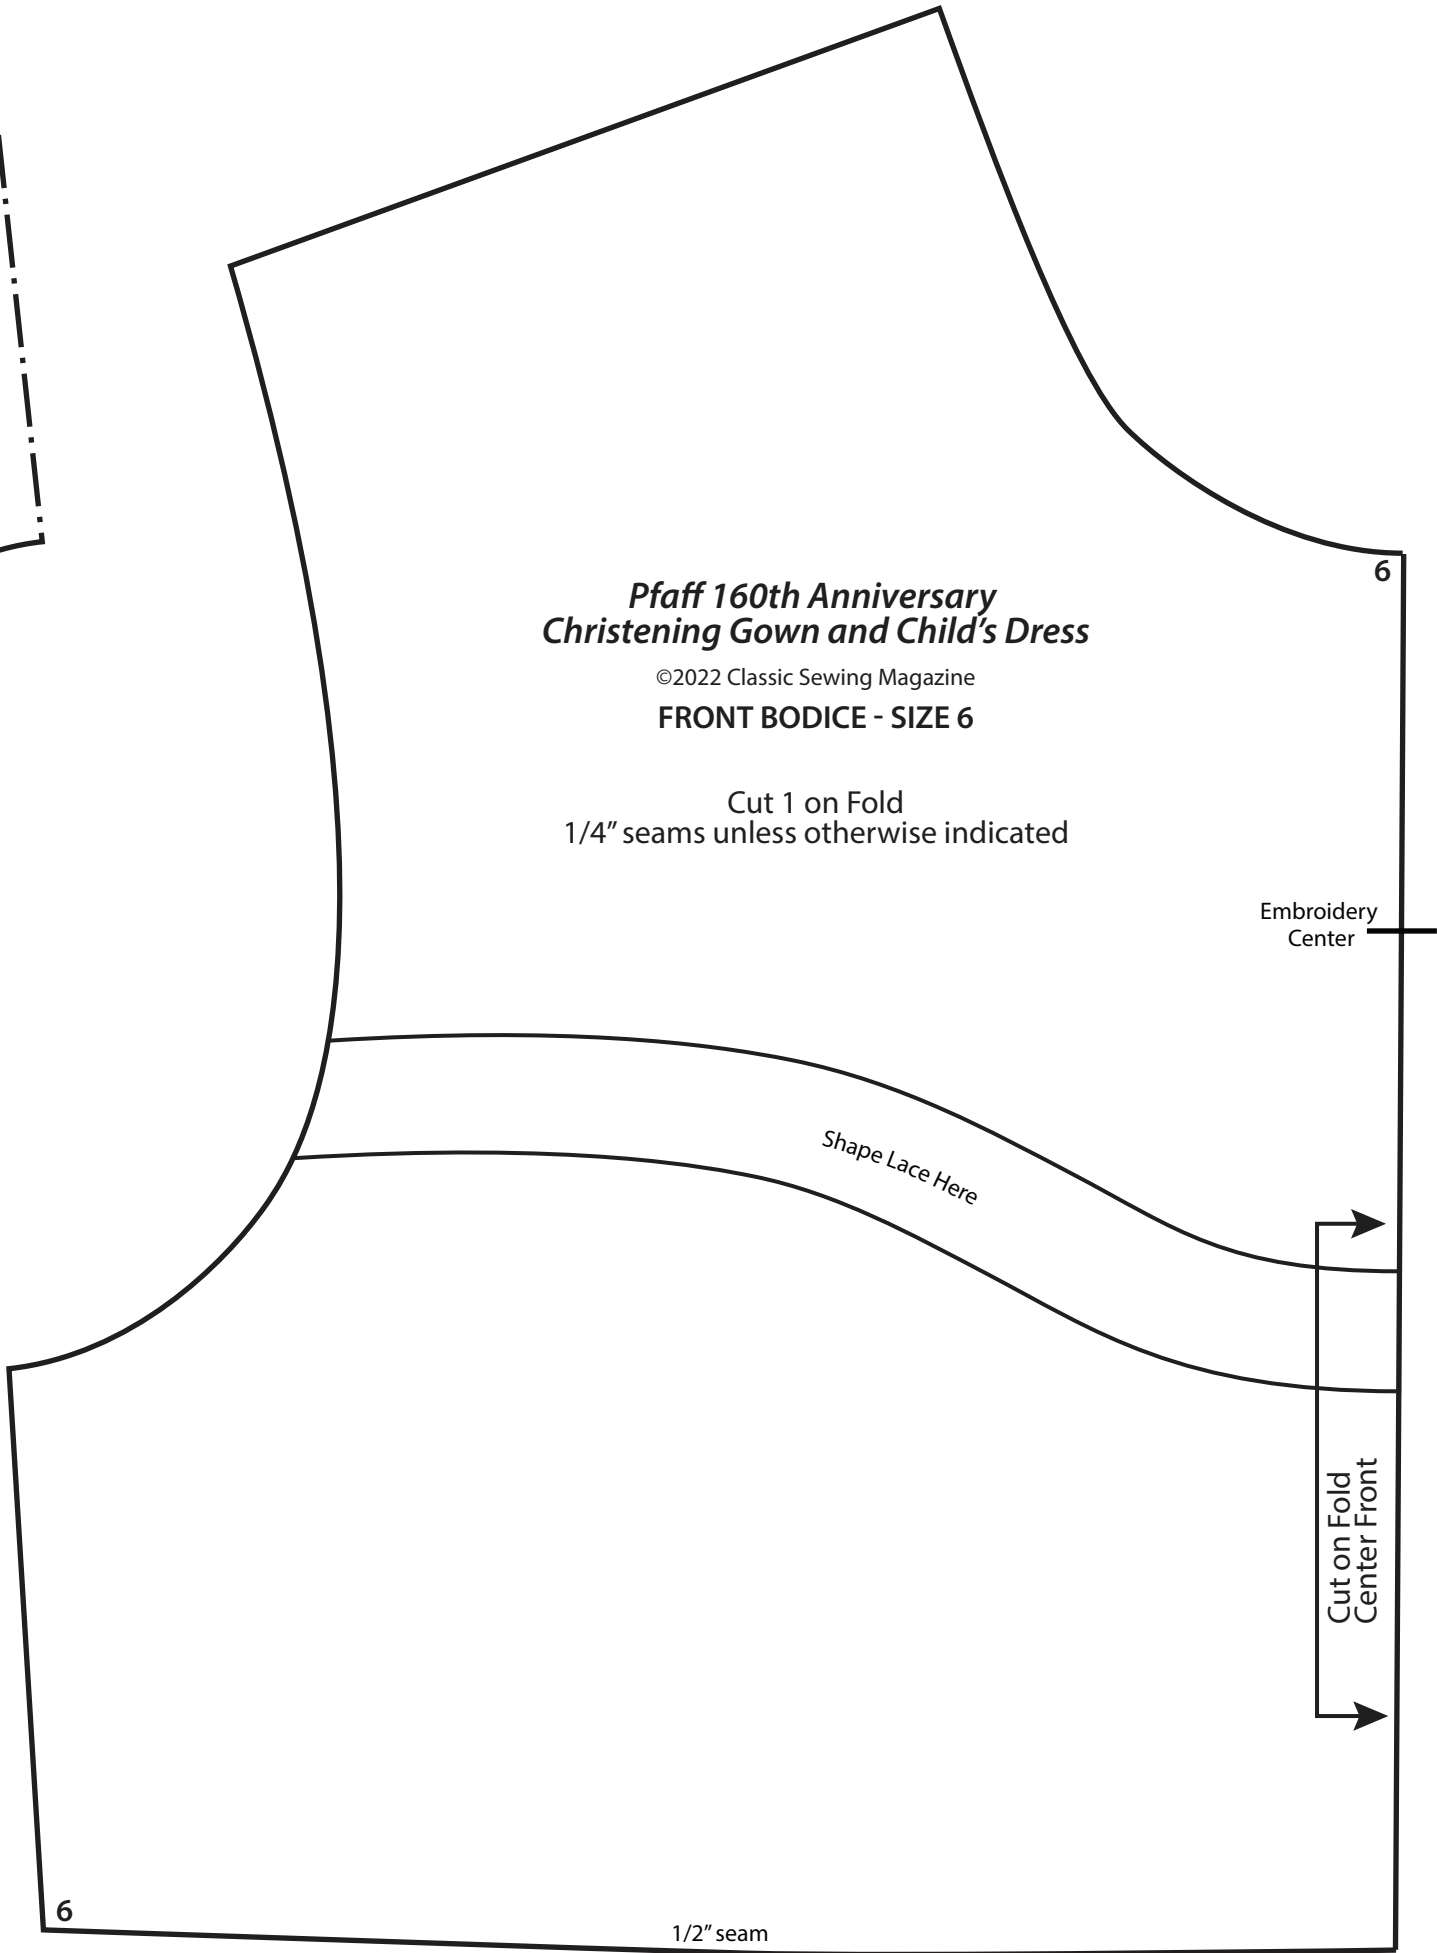 6
Pfaff 160th Anniversary
Christening Gown and Child’s Dress
©2022 Classic Sewing Magazine
FRONT BODICE - SIZE 6
Cut 1 on Fold
1/4” seams unless otherwise indicated
Embroidery
Center
Shape Lace Here
Cut on Fold
Center Front
6
1/2” seam